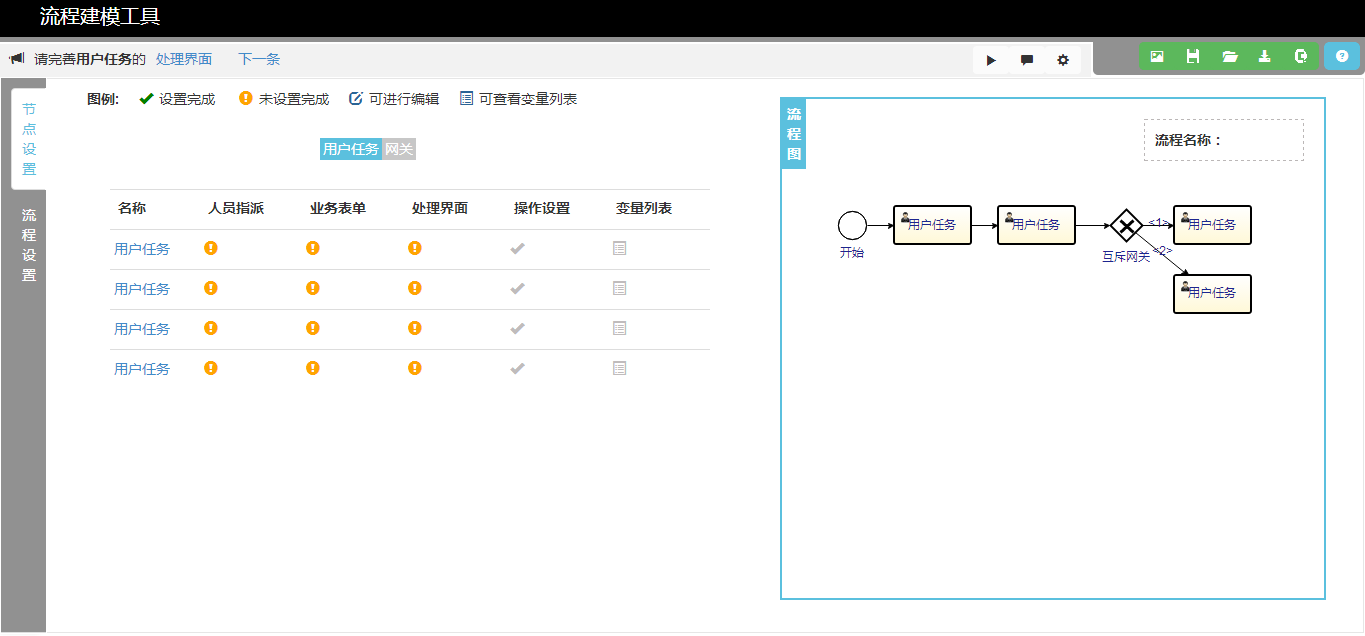 流程建模工具
请完善用户任务的 处理界面 下一条
节点设置
流程设置
图例: 设置完成 未设置完成 可进行编辑 可查看变量列表
用户任务 网关
名称 人员指派 业务表单 处理界面 操作设置 变量列表
用户任务
用户任务
用户任务
用户任务
流程图
流程名称：
开始
用户任务
用户任务
互斥网关
<1>
用户任务
<2>
用户任务